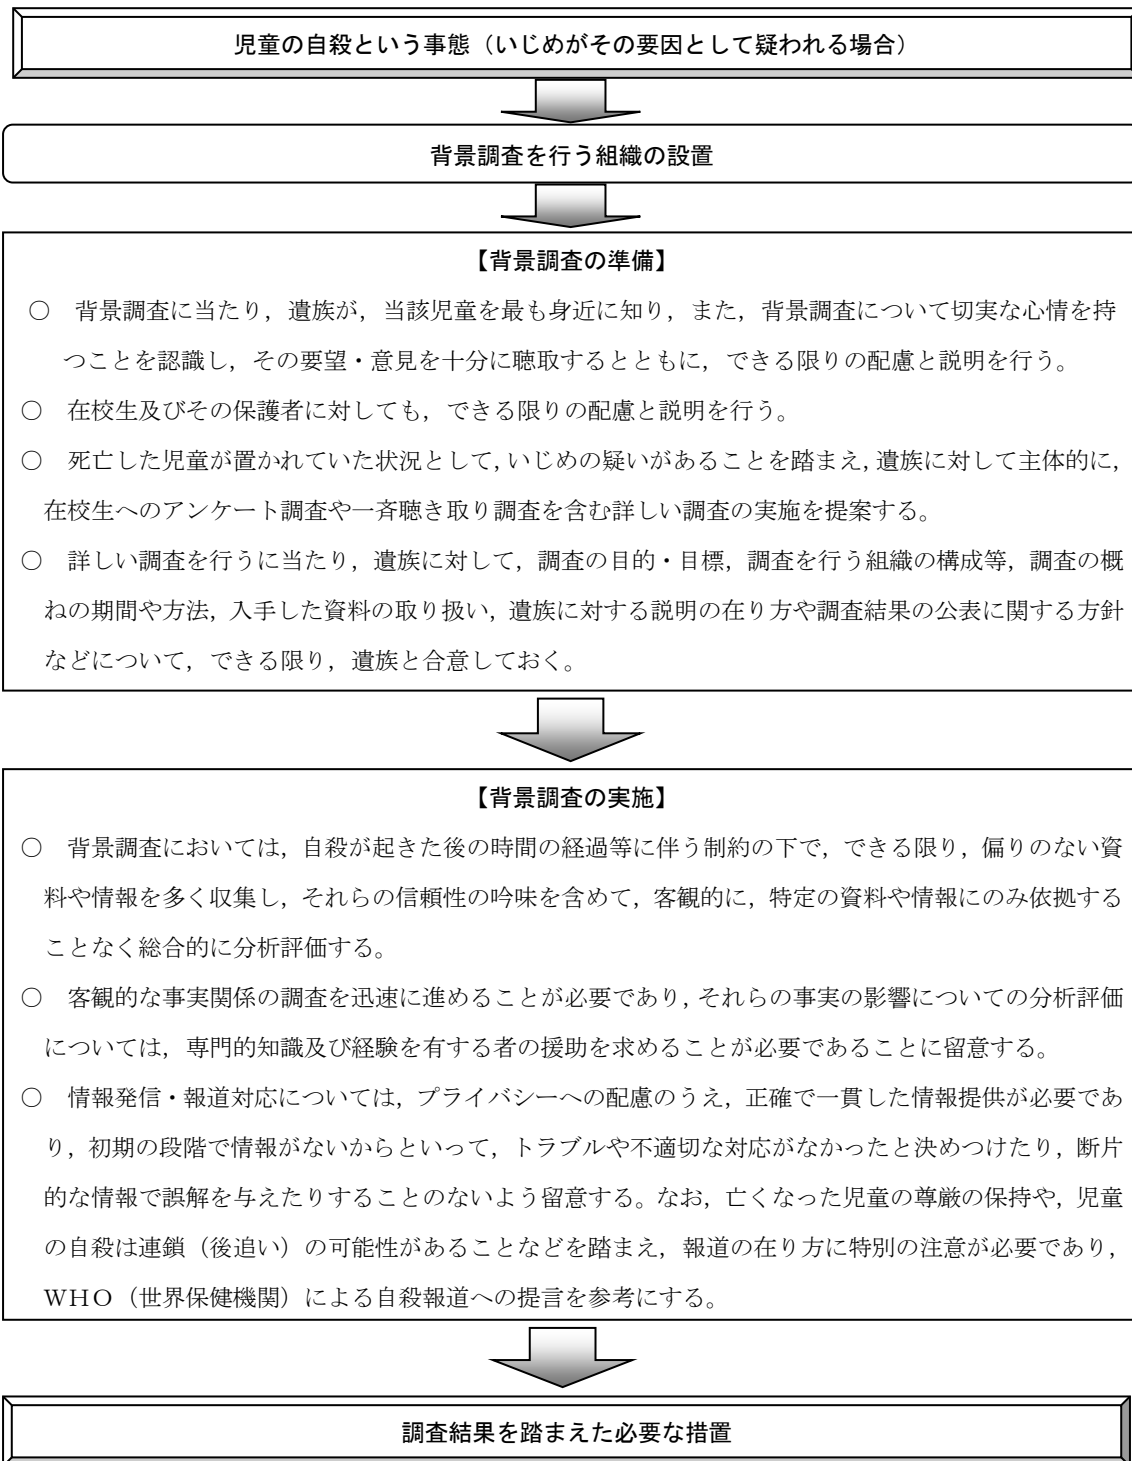 児童の自殺という事態（いじめがその要因として疑われる場合）
背景調査を行う組織の設置
【背景調査の準備】
○　背景調査に当たり，遺族が，当該児童を最も身近に知り，また，背景調査について切実な心情を持
つことを認識し，その要望・意見を十分に聴取するとともに，できる限りの配慮と説明を行う。
○　在校生及びその保護者に対しても，できる限りの配慮と説明を行う。
○　死亡した児童が置かれていた状況として，いじめの疑いがあることを踏まえ，遺族に対して主体的に，
在校生へのアンケート調査や一斉聴き取り調査を含む詳しい調査の実施を提案する。
○　詳しい調査を行うに当たり，遺族に対して，調査の目的・目標，調査を行う組織の構成等，調査の概
ねの期間や方法，入手した資料の取り扱い，遺族に対する説明の在り方や調査結果の公表に関する方針
などについて，できる限り，遺族と合意しておく。
【背景調査の実施】
○　背景調査においては，自殺が起きた後の時間の経過等に伴う制約の下で，できる限り，偏りのない資
料や情報を多く収集し，それらの信頼性の吟味を含めて，客観的に，特定の資料や情報にのみ依拠する
ことなく総合的に分析評価する。
○　客観的な事実関係の調査を迅速に進めることが必要であり，それらの事実の影響についての分析評価
については，専門的知識及び経験を有する者の援助を求めることが必要であることに留意する。
○　情報発信・報道対応については，プライバシーへの配慮のうえ，正確で一貫した情報提供が必要であ
り，初期の段階で情報がないからといって，トラブルや不適切な対応がなかったと決めつけたり，断片
的な情報で誤解を与えたりすることのないよう留意する。なお，亡くなった児童の尊厳の保持や，児童
の自殺は連鎖（後追い）の可能性があることなどを踏まえ，報道の在り方に特別の注意が必要であり，
ＷＨＯ（世界保健機関）による自殺報道への提言を参考にする。
調査結果を踏まえた必要な措置